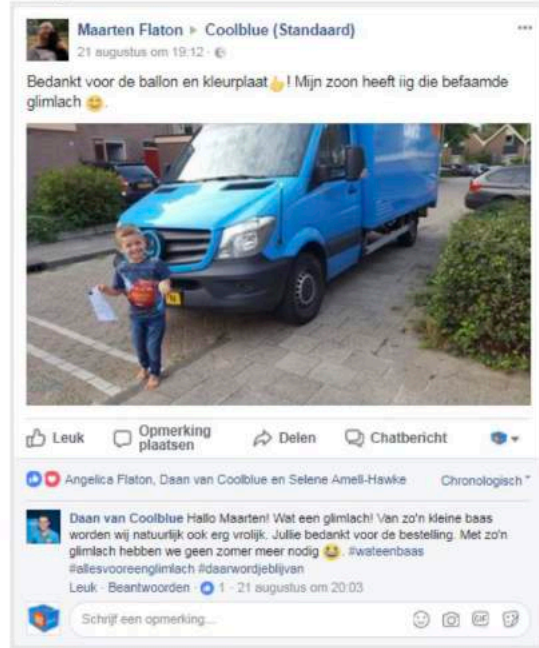 Maarten Flaton ▸ Coolblue (Standaard)
21 augustus om 19:12 ·
Bedankt voor de ballon en kleurplaat👍! Mijn zoon heeft iig die befaamde
glimlach 😄.
Leuk Opmerking plaatsen Delen Chatbericht
Angelica Flaton, Daan van Coolblue en Selene Amell-Hawke Chronologisch
Daan van Coolblue Hallo Maarten! Wat een glimlach! Van zo'n kleine baas
worden wij natuurlijk ook erg vrolijk. Jullie bedankt voor de bestelling. Met zo'n
glimlach hebben we geen zomer meer nodig 😂. #wateenbaas
#allesvooreenglimlach #daarwordjeblijvan
Leuk · Beantwoorden · 1 · 21 augustus om 20:03
Schrijf een opmerking...
GIF